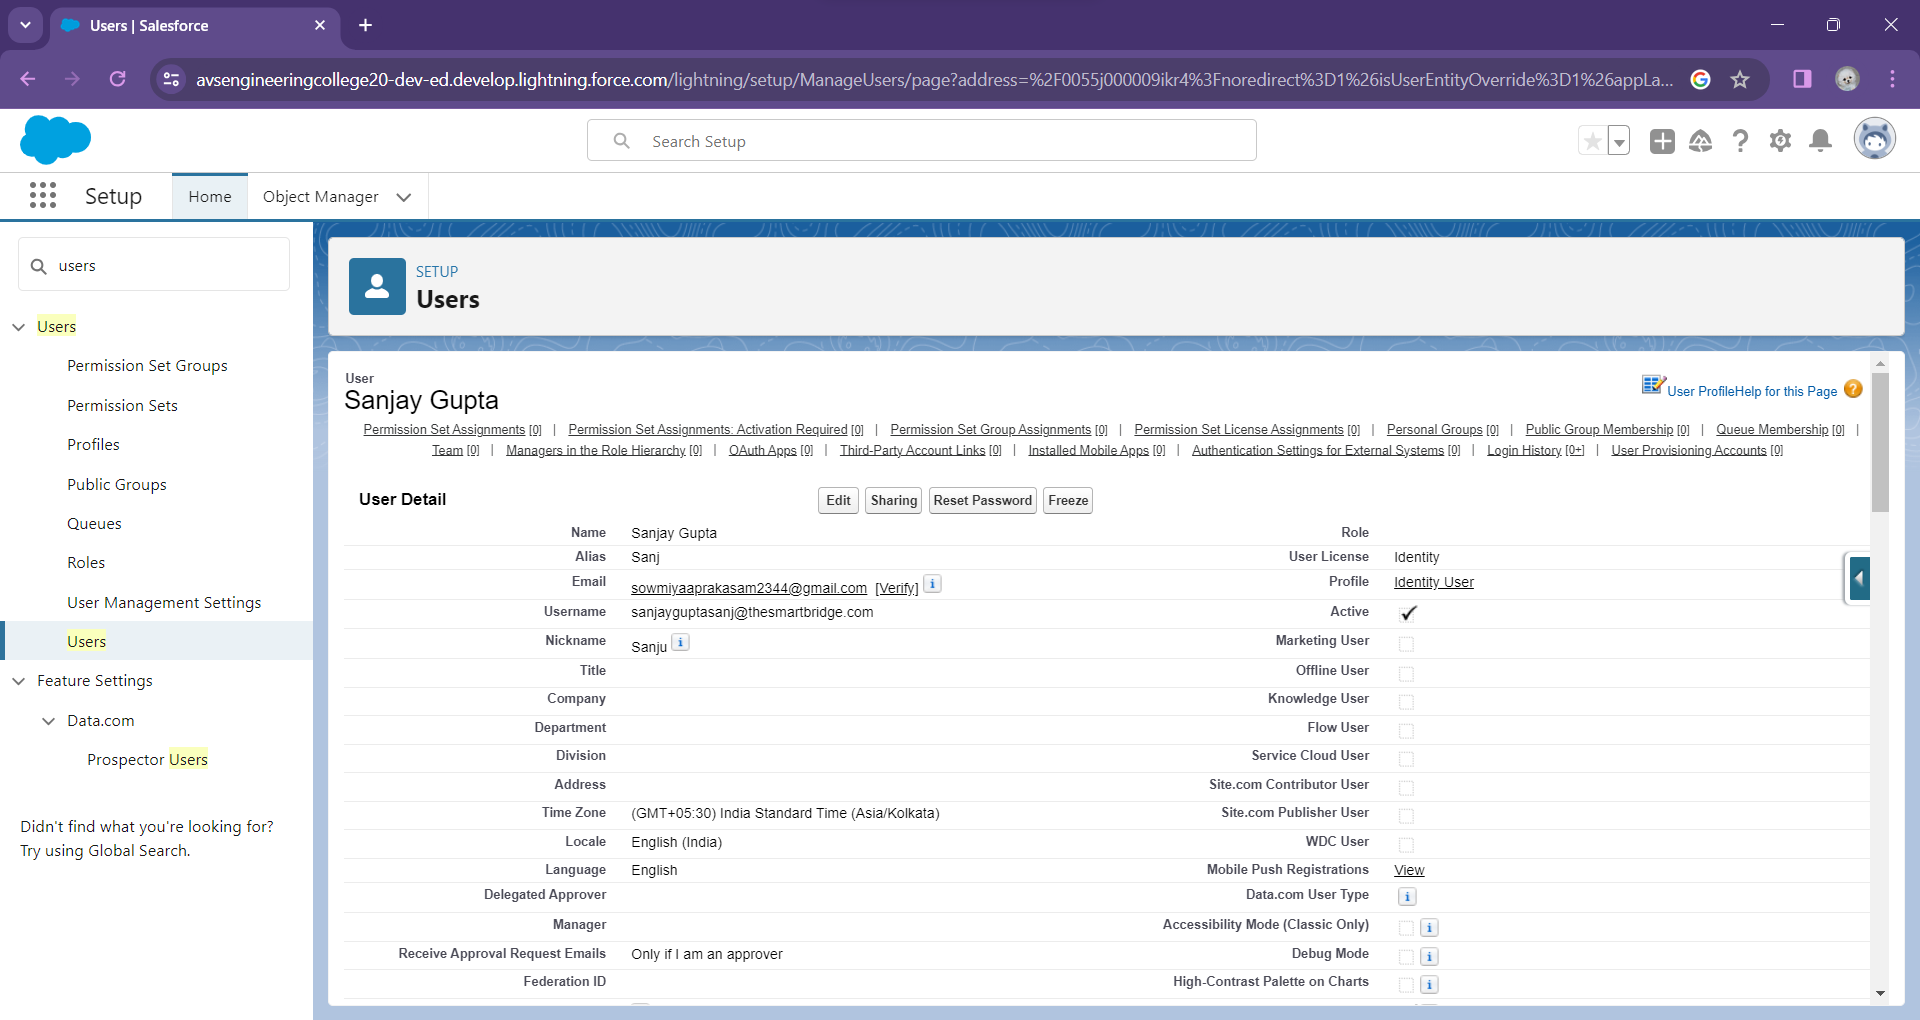 Users | Salesforce
avsengineeringcollege20-dev-ed.develop.lightning.force.com/lightning/setup/ManageUsers/page?address=%2F0055j000009ikr4%3Fnoredirect%3D1%26isUserEntityOverride%3D1%26appLa...
Search Setup
Setup
Home
Object Manager
users
Users
Permission Set Groups
Permission Sets
Profiles
Public Groups
Queues
Roles
User Management Settings
Users
Feature Settings
Data.com
Prospector Users
Didn't find what you're looking for?
Try using Global Search.
SETUP
Users
User
Sanjay Gupta
User ProfileHelp for this Page ?
Permission Set Assignments [0] | Permission Set Assignments: Activation Required [0] | Permission Set Group Assignments [0] | Permission Set License Assignments [0] | Personal Groups [0] | Public Group Membership [0] | Queue Membership [0] |
Team [0] | Managers in the Role Hierarchy [0] | OAuth Apps [0] | Third-Party Account Links [0] | Installed Mobile Apps [0] | Authentication Settings for External Systems [0] | Login History [0+] | User Provisioning Accounts [0]
User Detail
Edit Sharing Reset Password Freeze
Name Sanjay Gupta Role
Alias Sanj User License Identity
Email sowmiyaaprakasam2344@gmail.com [Verify] i Profile Identity User
Username sanjayguptasanj@thesmartbridge.com Active
Nickname Sanju i Marketing User
Title Offline User
Company Knowledge User
Department Flow User
Division Service Cloud User
Address Site.com Contributor User
Time Zone (GMT+05:30) India Standard Time (Asia/Kolkata) Site.com Publisher User
Locale English (India) WDC User
Language English Mobile Push Registrations View
Delegated Approver Data.com User Type i
Manager Accessibility Mode (Classic Only) i
Receive Approval Request Emails Only if I am an approver Debug Mode i
Federation ID High-Contrast Palette on Charts i